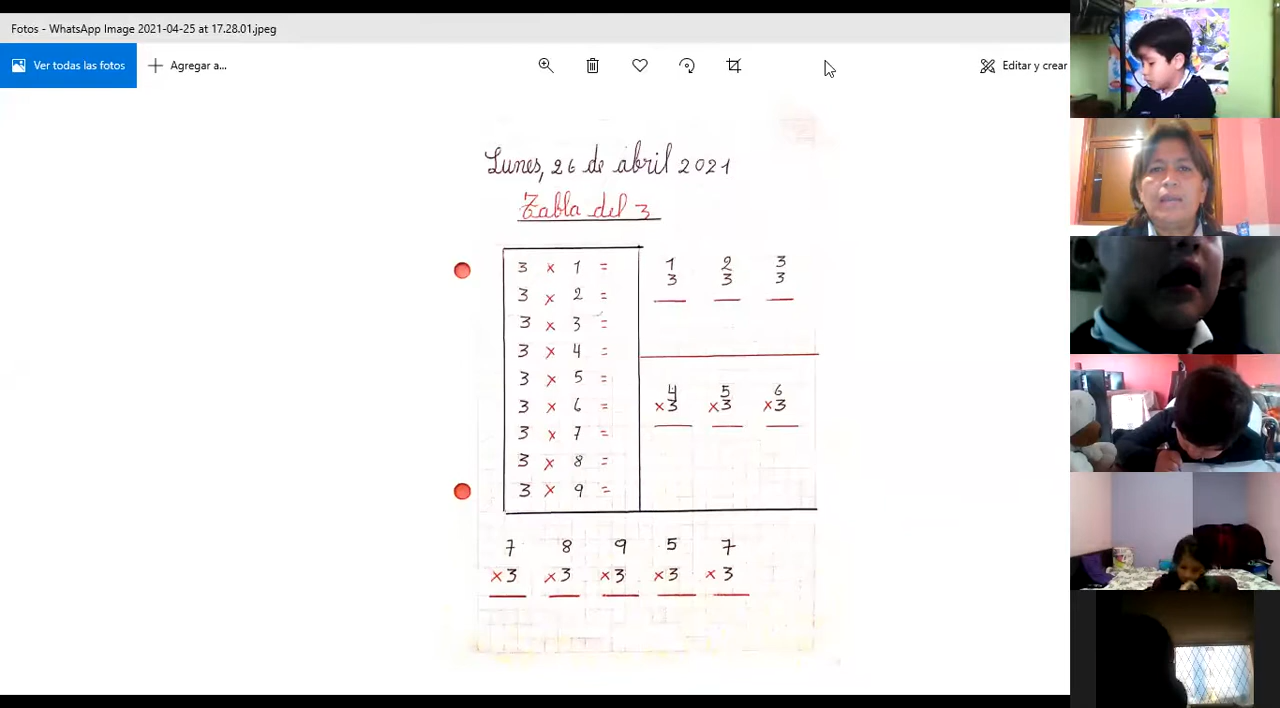 Fotos - WhatsApp Image 2021-04-25 at 17.28.01.jpeg
Ver todas las fotos
Agregar a...
Editar y crear
Lunes, 26 de abril 2021
Tabla del 3
3 x 1 =
3 x 2 =
3 x 3 =
3 x 4 =
3 x 5 =
3 x 6 =
3 x 7 =
3 x 8 =
3 x 9 =
1 2 3
3 3 3
4 5 6
x3 x3 x3
7 8 9 5 7
x3 x3 x3 x3 x3